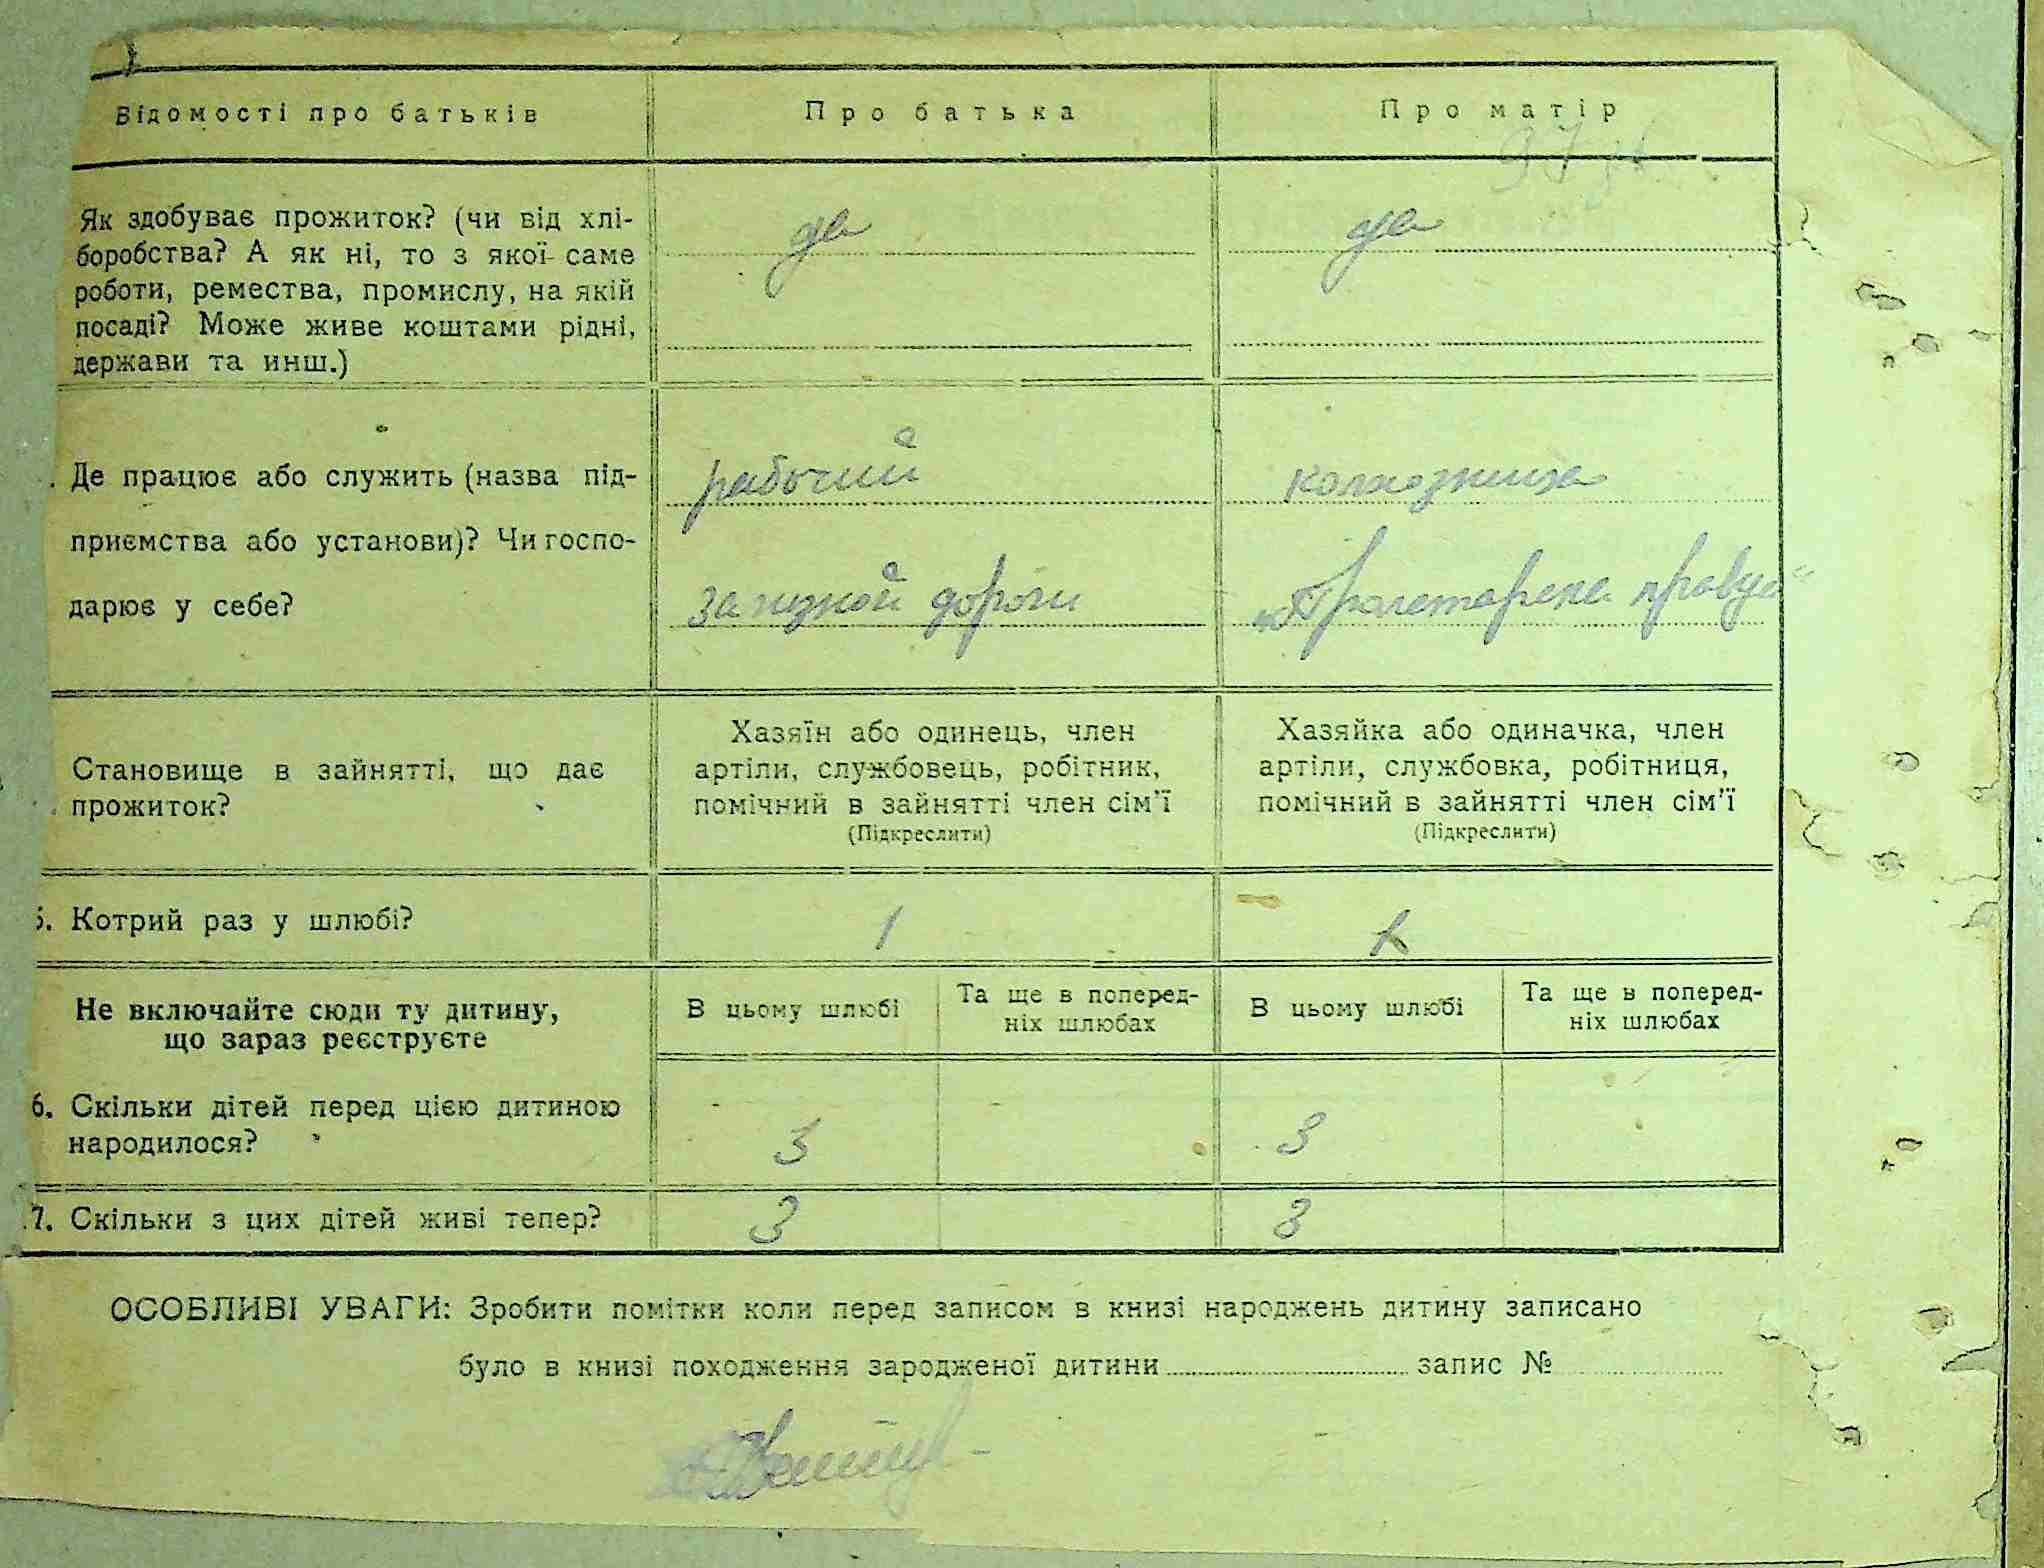 Відомості про батьків
Про батька
Про матір
Як здобуває прожиток? (чи від хлі-
боробства? А як ні, то з якої саме
роботи, ремества, промислу, на якій
посаді? Може живе коштами рідні,
держави та инш.)
да
да
Де працює або служить (назва під-
приємства або установи)? Чи госпо-
дарює у себе?
рабочий
дороги
колхозница
„Пролетарска правда“
Становище в зайнятті, що дає
прожиток?
Хазяїн або одинець, член
артіли, службовець, робітник,
помічний в зайнятті член сім'ї
(Підкреслити)
Хазяйка або одиначка, член
артіли, службовка, робітниця,
помічний в зайнятті член сім'ї
(Підкреслити)
5. Котрий раз у шлюбі?
1
1
Не включайте сюди ту дитину,
що зараз реєструєте
В цьому шлюбі
Та ще в поперед-
ніх шлюбах
В цьому шлюбі
Та ще в поперед-
ніх шлюбах
6. Скільки дітей перед цією дитиною
народилося?
3
3
7. Скільки з цих дітей живі тепер?
3
3
ОСОБЛИВІ УВАГИ: Зробити помітки коли перед записом в книзі народжень дитину записано
було в книзі походження зародженої дитини запис №